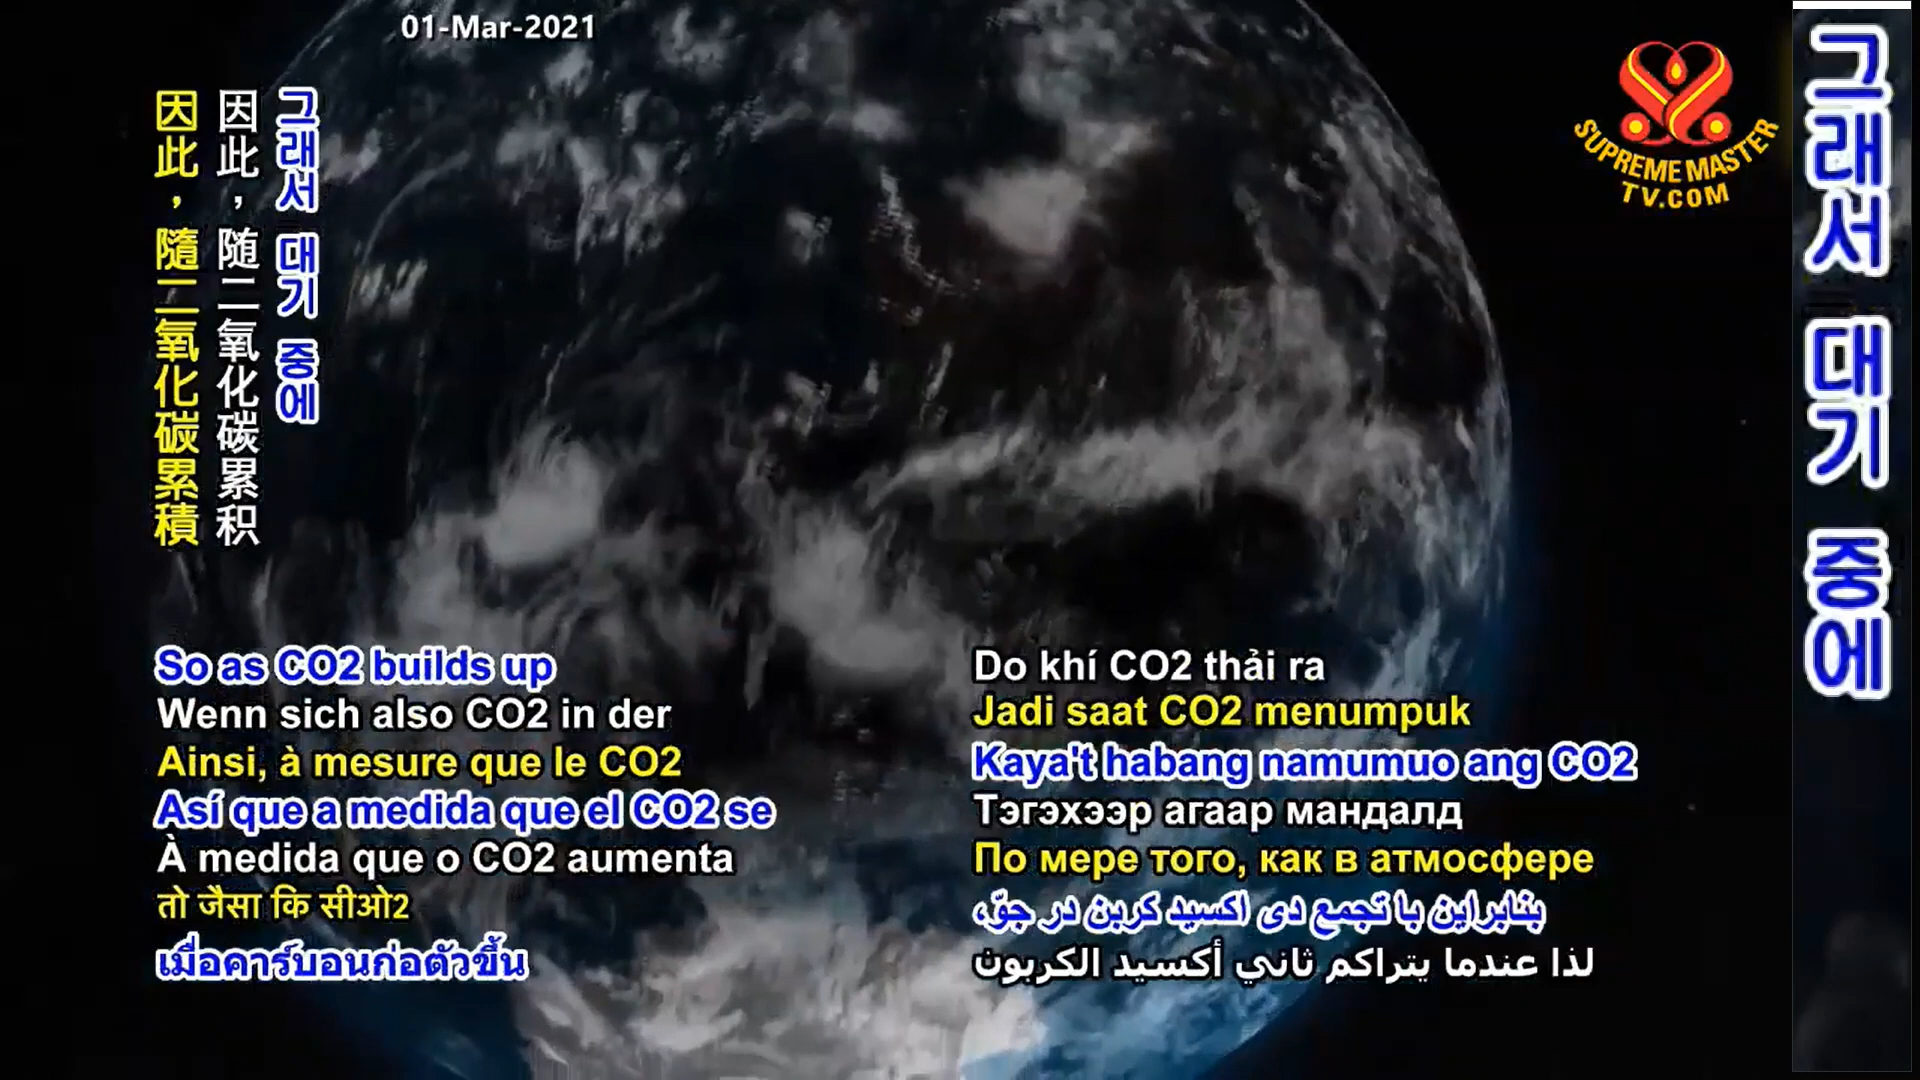 01-Mar-2021
SUPREME MASTER
TV.COM
그래서 대기 중에
그래서 대기 중에
因此，随二氧化碳累积
因此，隨二氧化碳累積
So as CO2 builds up
Wenn sich also CO2 in der
Ainsi, à mesure que le CO2
Así que a medida que el CO2 se
À medida que o CO2 aumenta
तो जैसा कि सीओ2
เมื่อคาร์บอนก่อตัวขึ้น
Do khí CO2 thải ra
Jadi saat CO2 menumpuk
Kaya't habang namumuo ang CO2
Тэгэхээр агаар мандалд
По мере того, как в атмосфере
بنابراین با تجمع دی اکسید کربن در جوّ،
لذا عندما يتراكم ثاني أكسيد الكربون